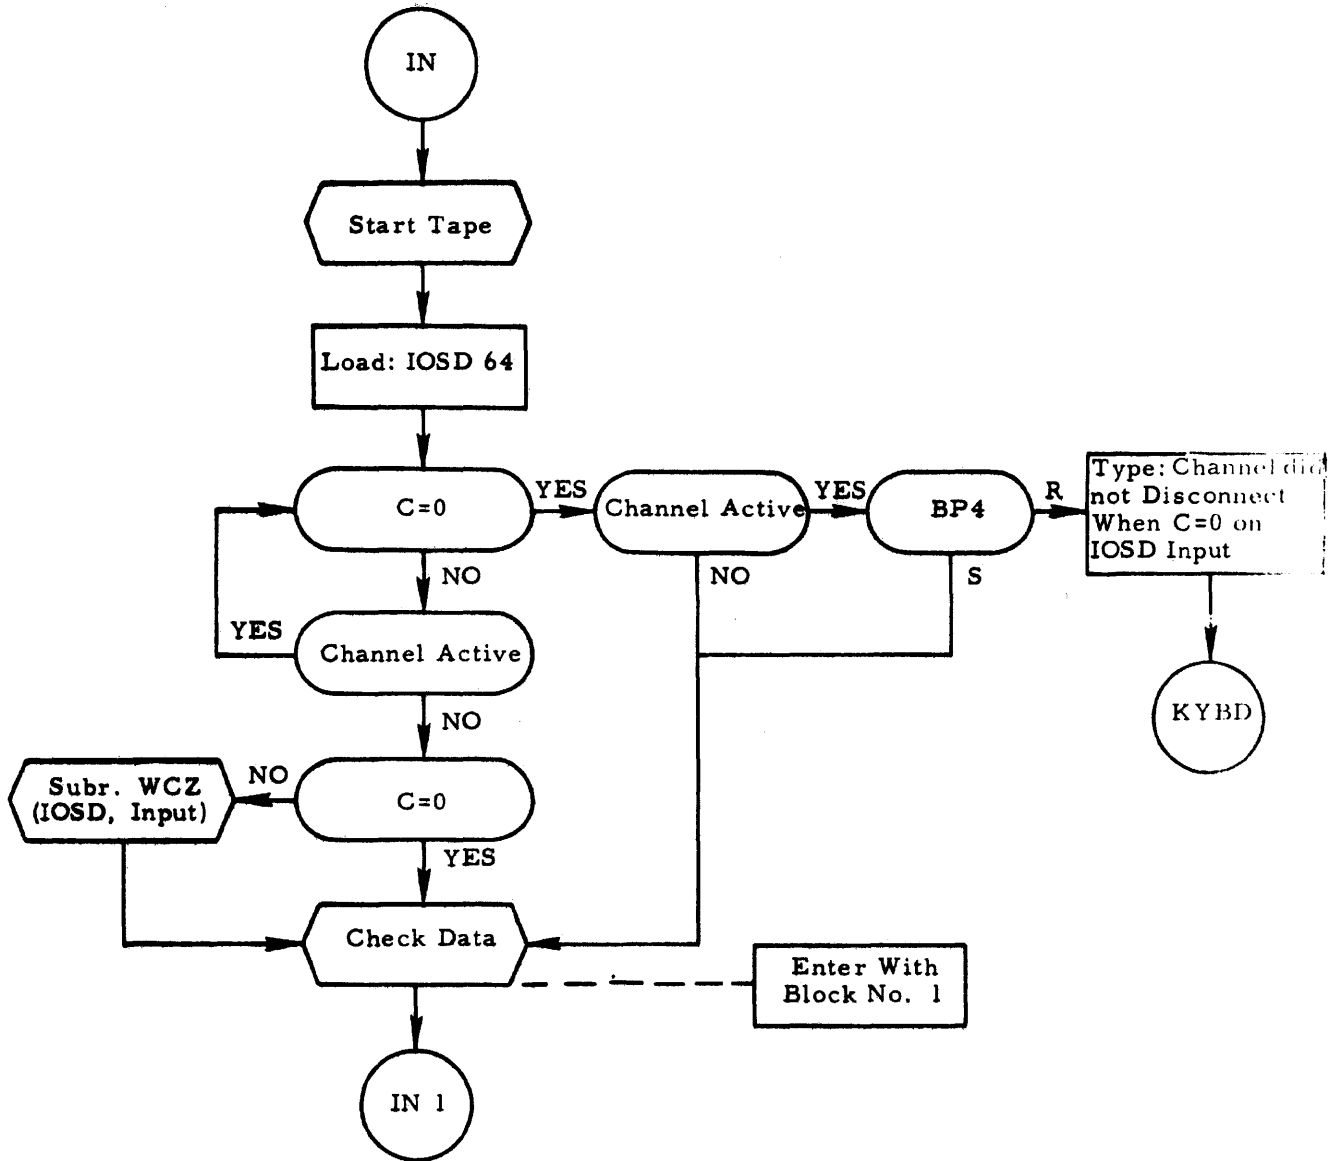 IN
Start Tape
Load: IOSD 64
C=0
YES
Channel Active
YES
BP4
R
Type: Channel did
not Disconnect
When C=0 on
IOSD Input
NO
NO
S
YES
Channel Active
KYBD
NO
Subr. WCZ
(IOSD, Input)
NO
C=0
YES
Check Data
Enter With
Block No. 1
IN 1